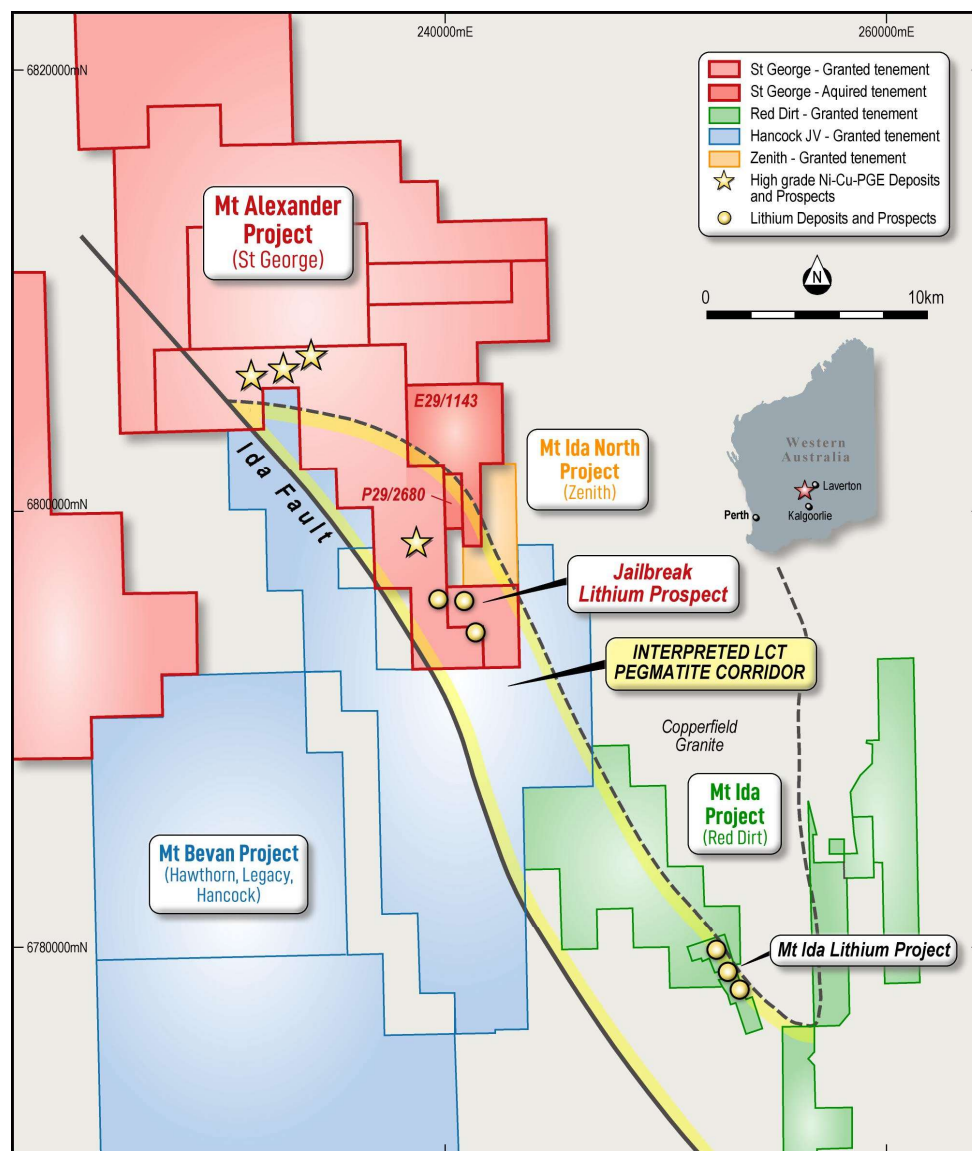 240000mE
260000mE
6820000mN
St George - Granted tenement
St George - Aquired tenement
Red Dirt - Granted tenement
Hancock JV - Granted tenement
Zenith - Granted tenement
High grade Ni-Cu-PGE Deposits
and Prospects
Lithium Deposits and Prospects
N
0
10km
Mt Alexander
Project
(St George)
E29/1143
Western
Australia
Laverton
Perth
Kalgoorlie
Mt Ida North
Project
(Zenith)
Ida Fault
P29/2680
6800000mN
Jailbreak
Lithium Prospect
INTERPRETED LCT
PEGMATITE CORRIDOR
Copperfield
Granite
Mt Ida
Project
(Red Dirt)
Mt Bevan Project
(Hawthorn, Legacy,
Hancock)
6780000mN
Mt Ida Lithium Project